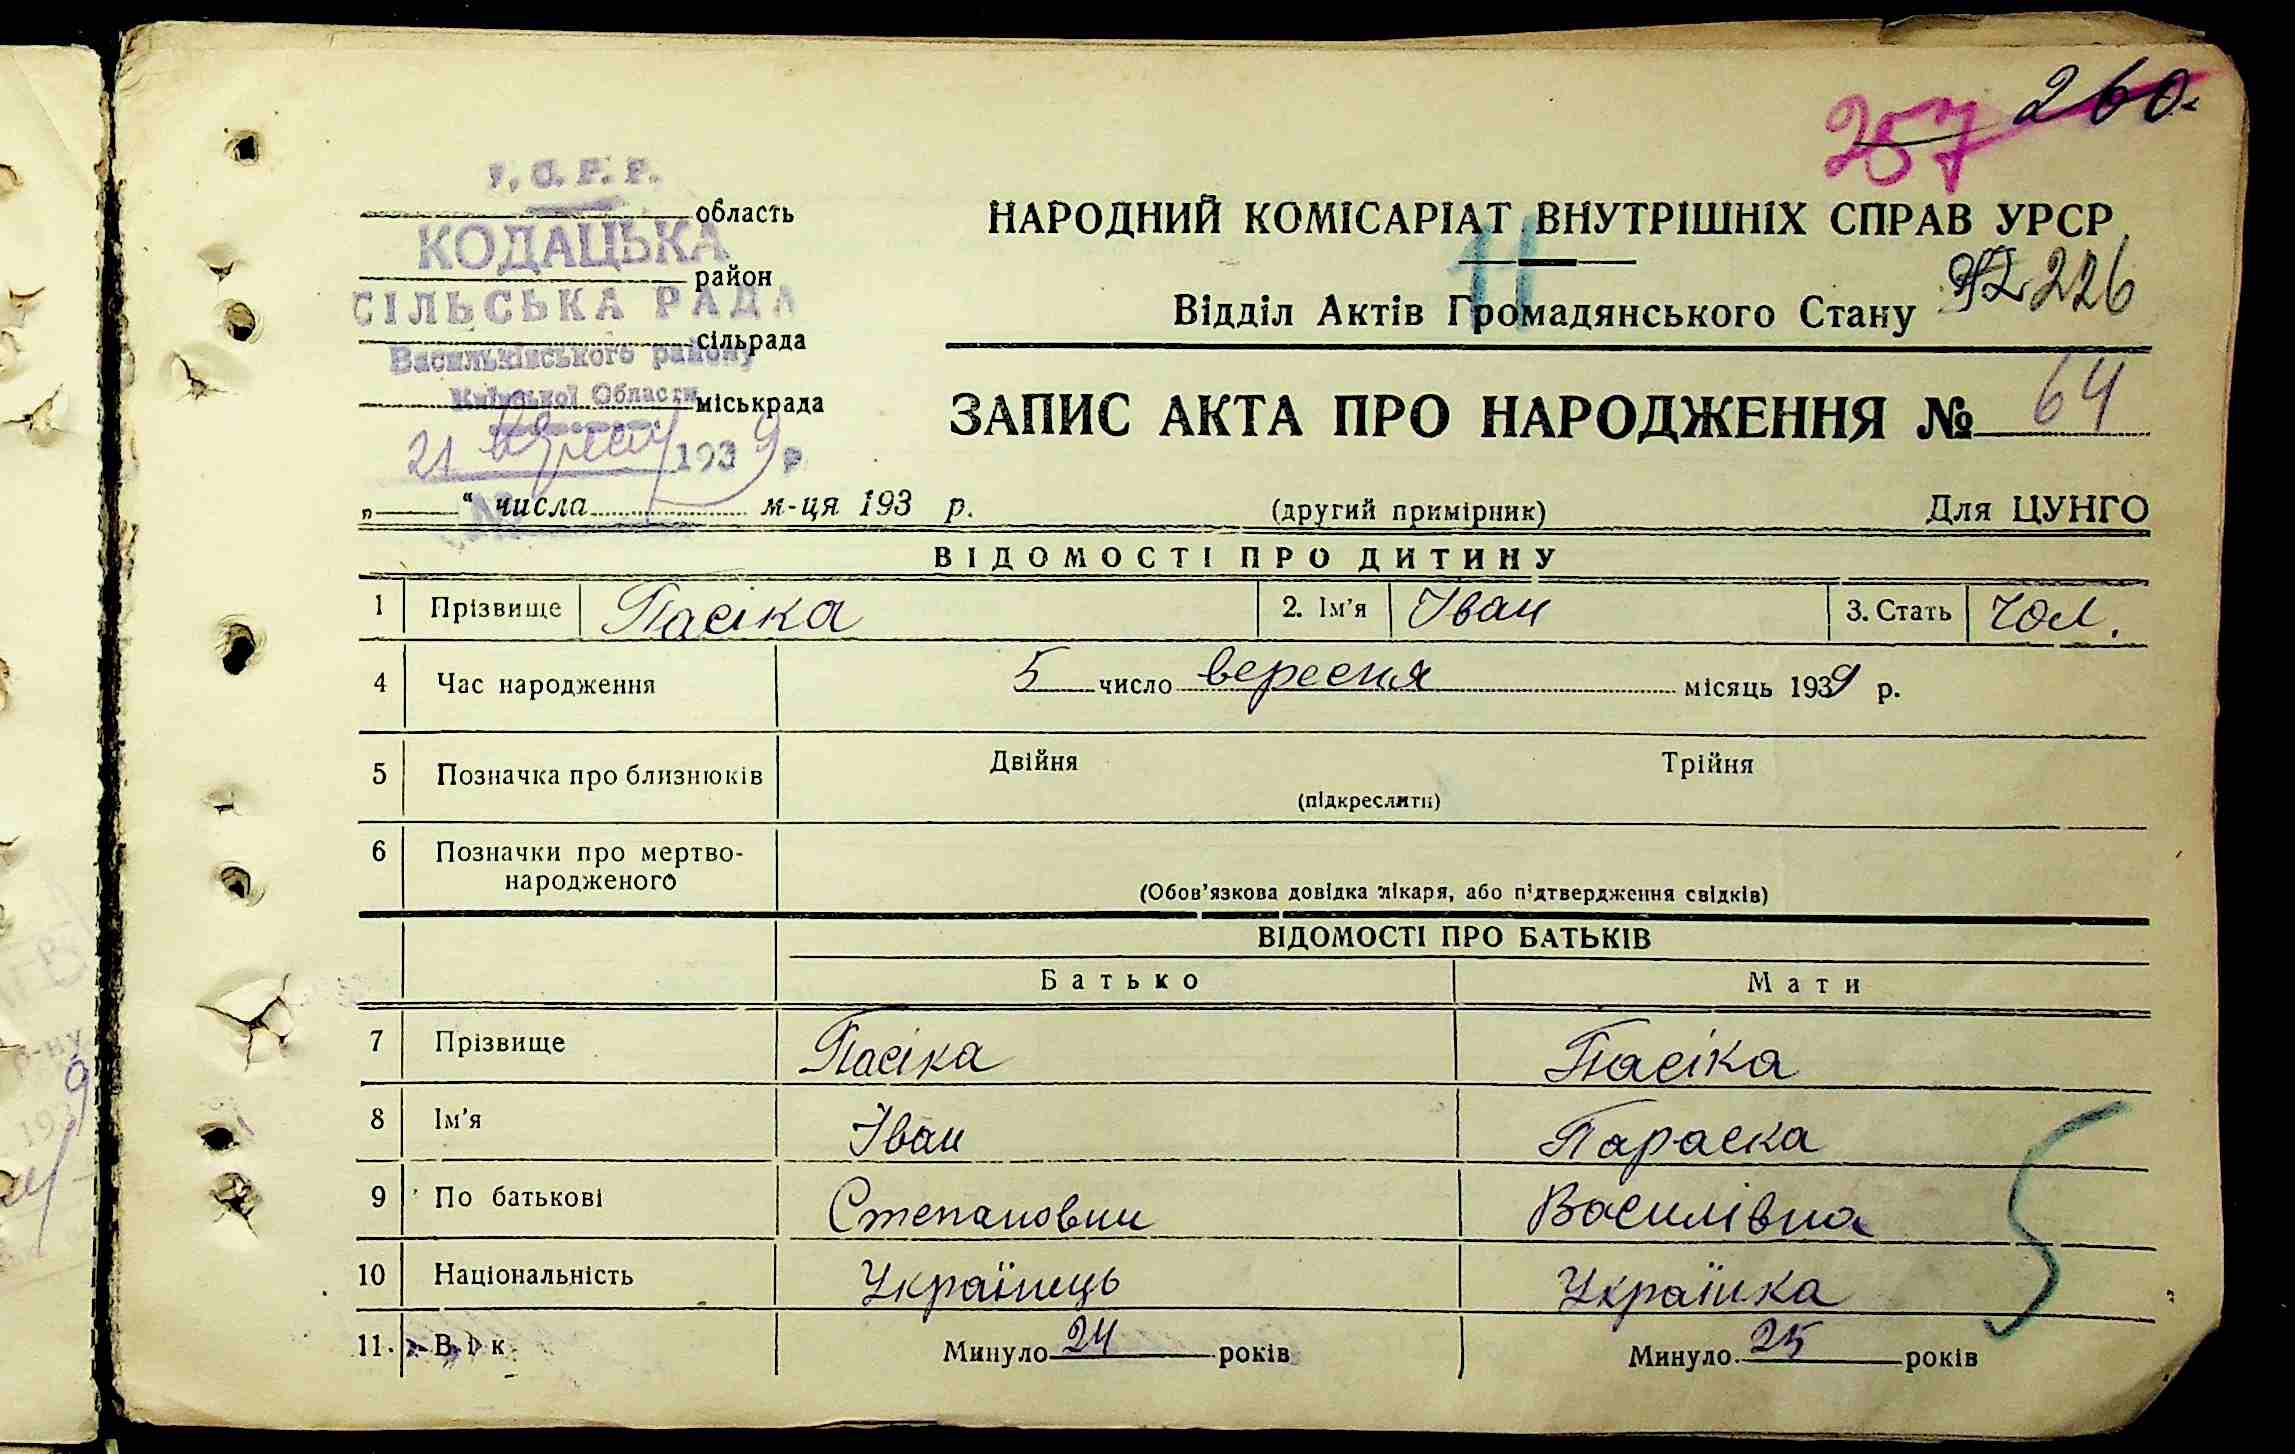 260
257
У. С. Р. Р.
область
КОДАЦЬКА
район
СІЛЬСЬКА РАДА
сільрада
Васильківського району
Київської Області
міськрада
21 1939 р.
„ “ числа м-ця 193 р.
НАРОДНИЙ КОМІСАРІАТ ВНУТРІШНІХ СПРАВ УРСР
11
Відділ Актів Громадянського Стану
226
ЗАПИС АКТА ПРО НАРОДЖЕННЯ № 64
(другий примірник) Для ЦУНГО
ВІДОМОСТІ ПРО ДИТИНУ
1 Прізвище Пасіка 2. Ім'я Іван 3. Стать Чол.
4 Час народження 5 число вересня місяць 1939 р.
5 Позначка про близнюків Двійня Трійня
(підкреслити)
6 Позначки про мертво-
народженого
(Обов'язкова довідка лікаря, або підтвердження свідків)
ВІДОМОСТІ ПРО БАТЬКІВ
Батько Мати
7 Прізвище Пасіка Пасіка
8 Ім'я Іван Параска
9 По батькові Степанович Василівна
10 Національність Українець Українка
5
11 Вік Минуло 24 років Минуло 25 років